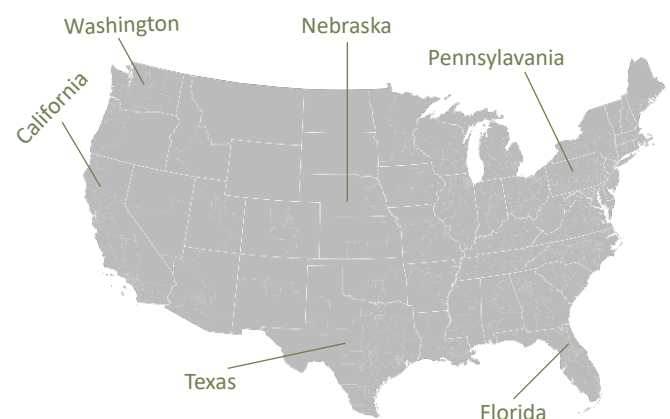 Washington
Nebraska
Pennsylavania
California
Texas
Florida